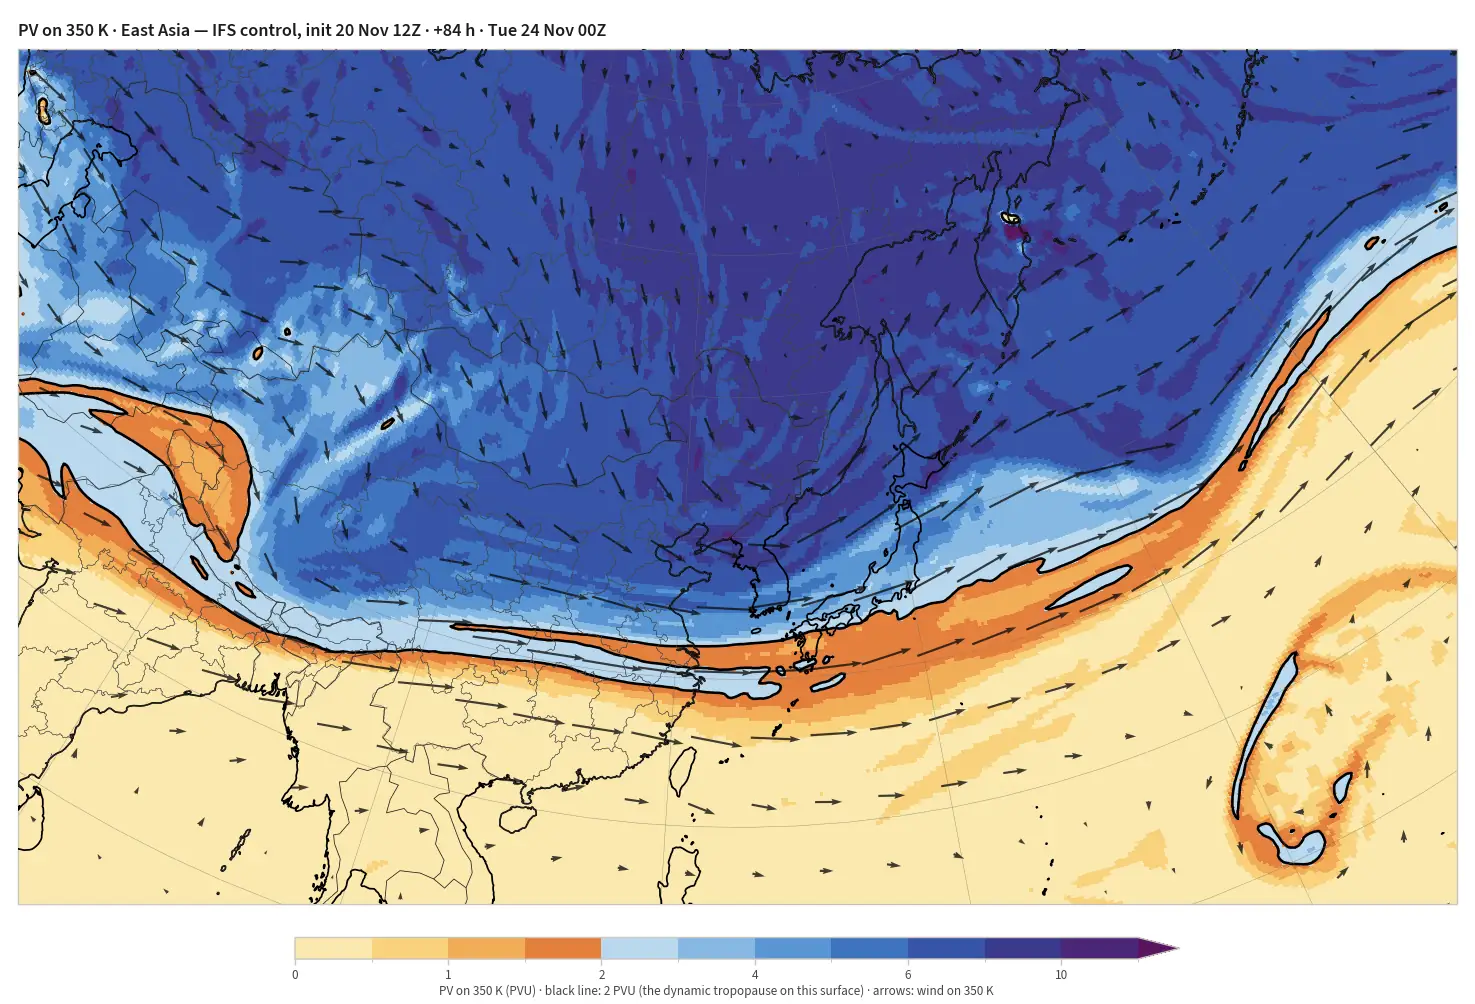 PV on 350 K · East Asia — IFS control, init 20 Nov 12Z · +84 h · Tue 24 Nov 00Z
0 1 2 4 6 10
PV on 350 K (PVU) · black line: 2 PVU (the dynamic tropopause on this surface) · arrows: wind on 350 K